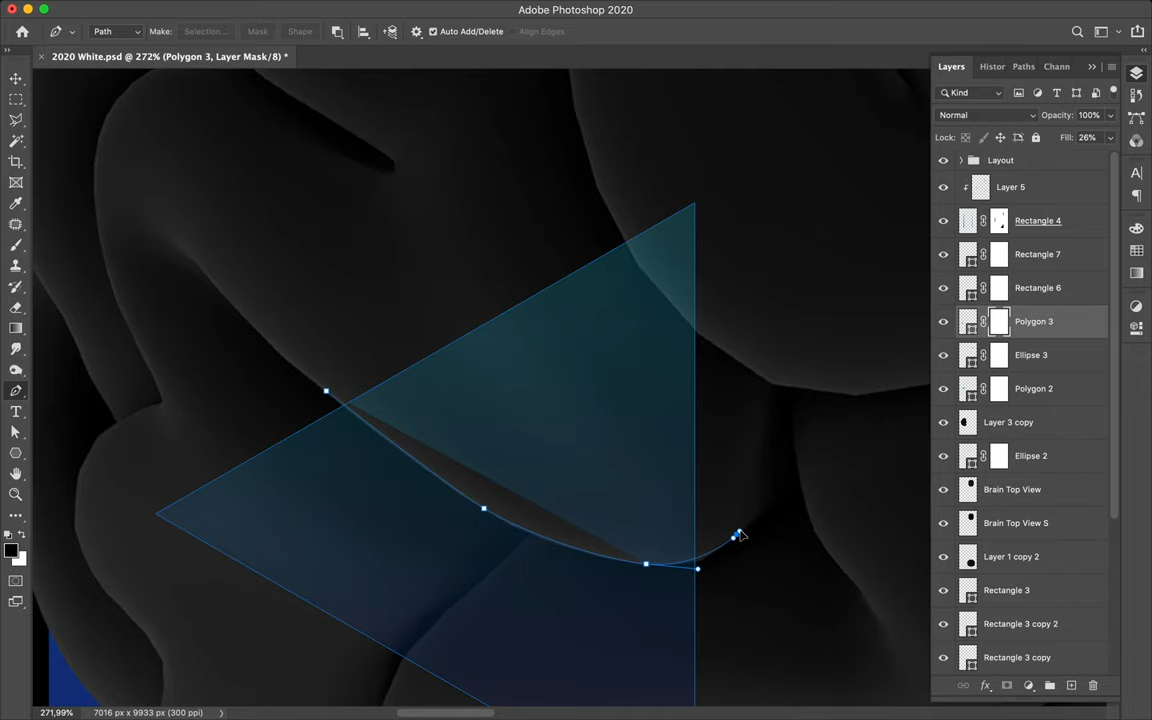 Adobe Photoshop 2020
Path Make: Selection... Mask Shape Auto Add/Delete Align Edges
2020 White.psd @ 272% (Polygon 3, Layer Mask/8) *
Layers Histor Paths Chann
Kind
Normal Opacity: 100%
Lock: Fill: 26%
Layout
Layer 5
Rectangle 4
Rectangle 7
Rectangle 6
Polygon 3
Ellipse 3
Polygon 2
Layer 3 copy
Ellipse 2
Brain Top View
Brain Top View S
Layer 1 copy 2
Rectangle 3
Rectangle 3 copy 2
Rectangle 3 copy
271,99% 7016 px x 9933 px (300 ppi)